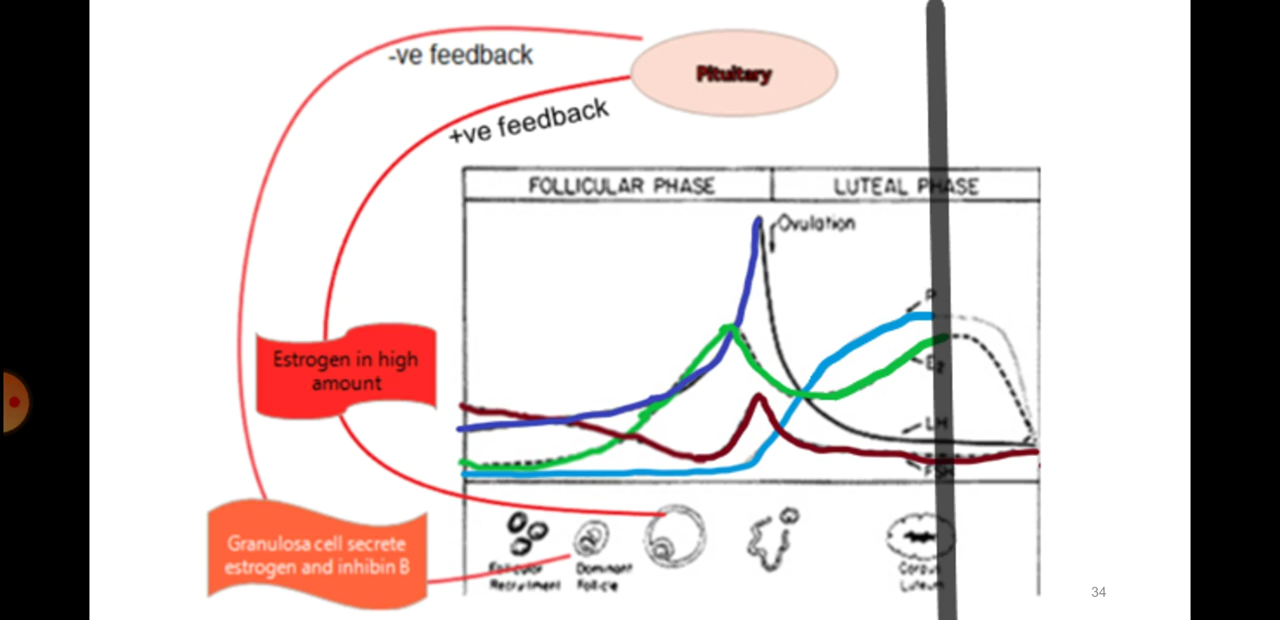 -ve feedback
Pituitary
+ve feedback
FOLLICULAR PHASE
LUTEAL PHASE
Ovulation
P
E2
LH
FSH
Estrogen in high
amount
Granulosa cell secrete
estrogen and inhibin B
Follicular
Recruitment
Dominant
Follicle
Corpus
Luteum
34